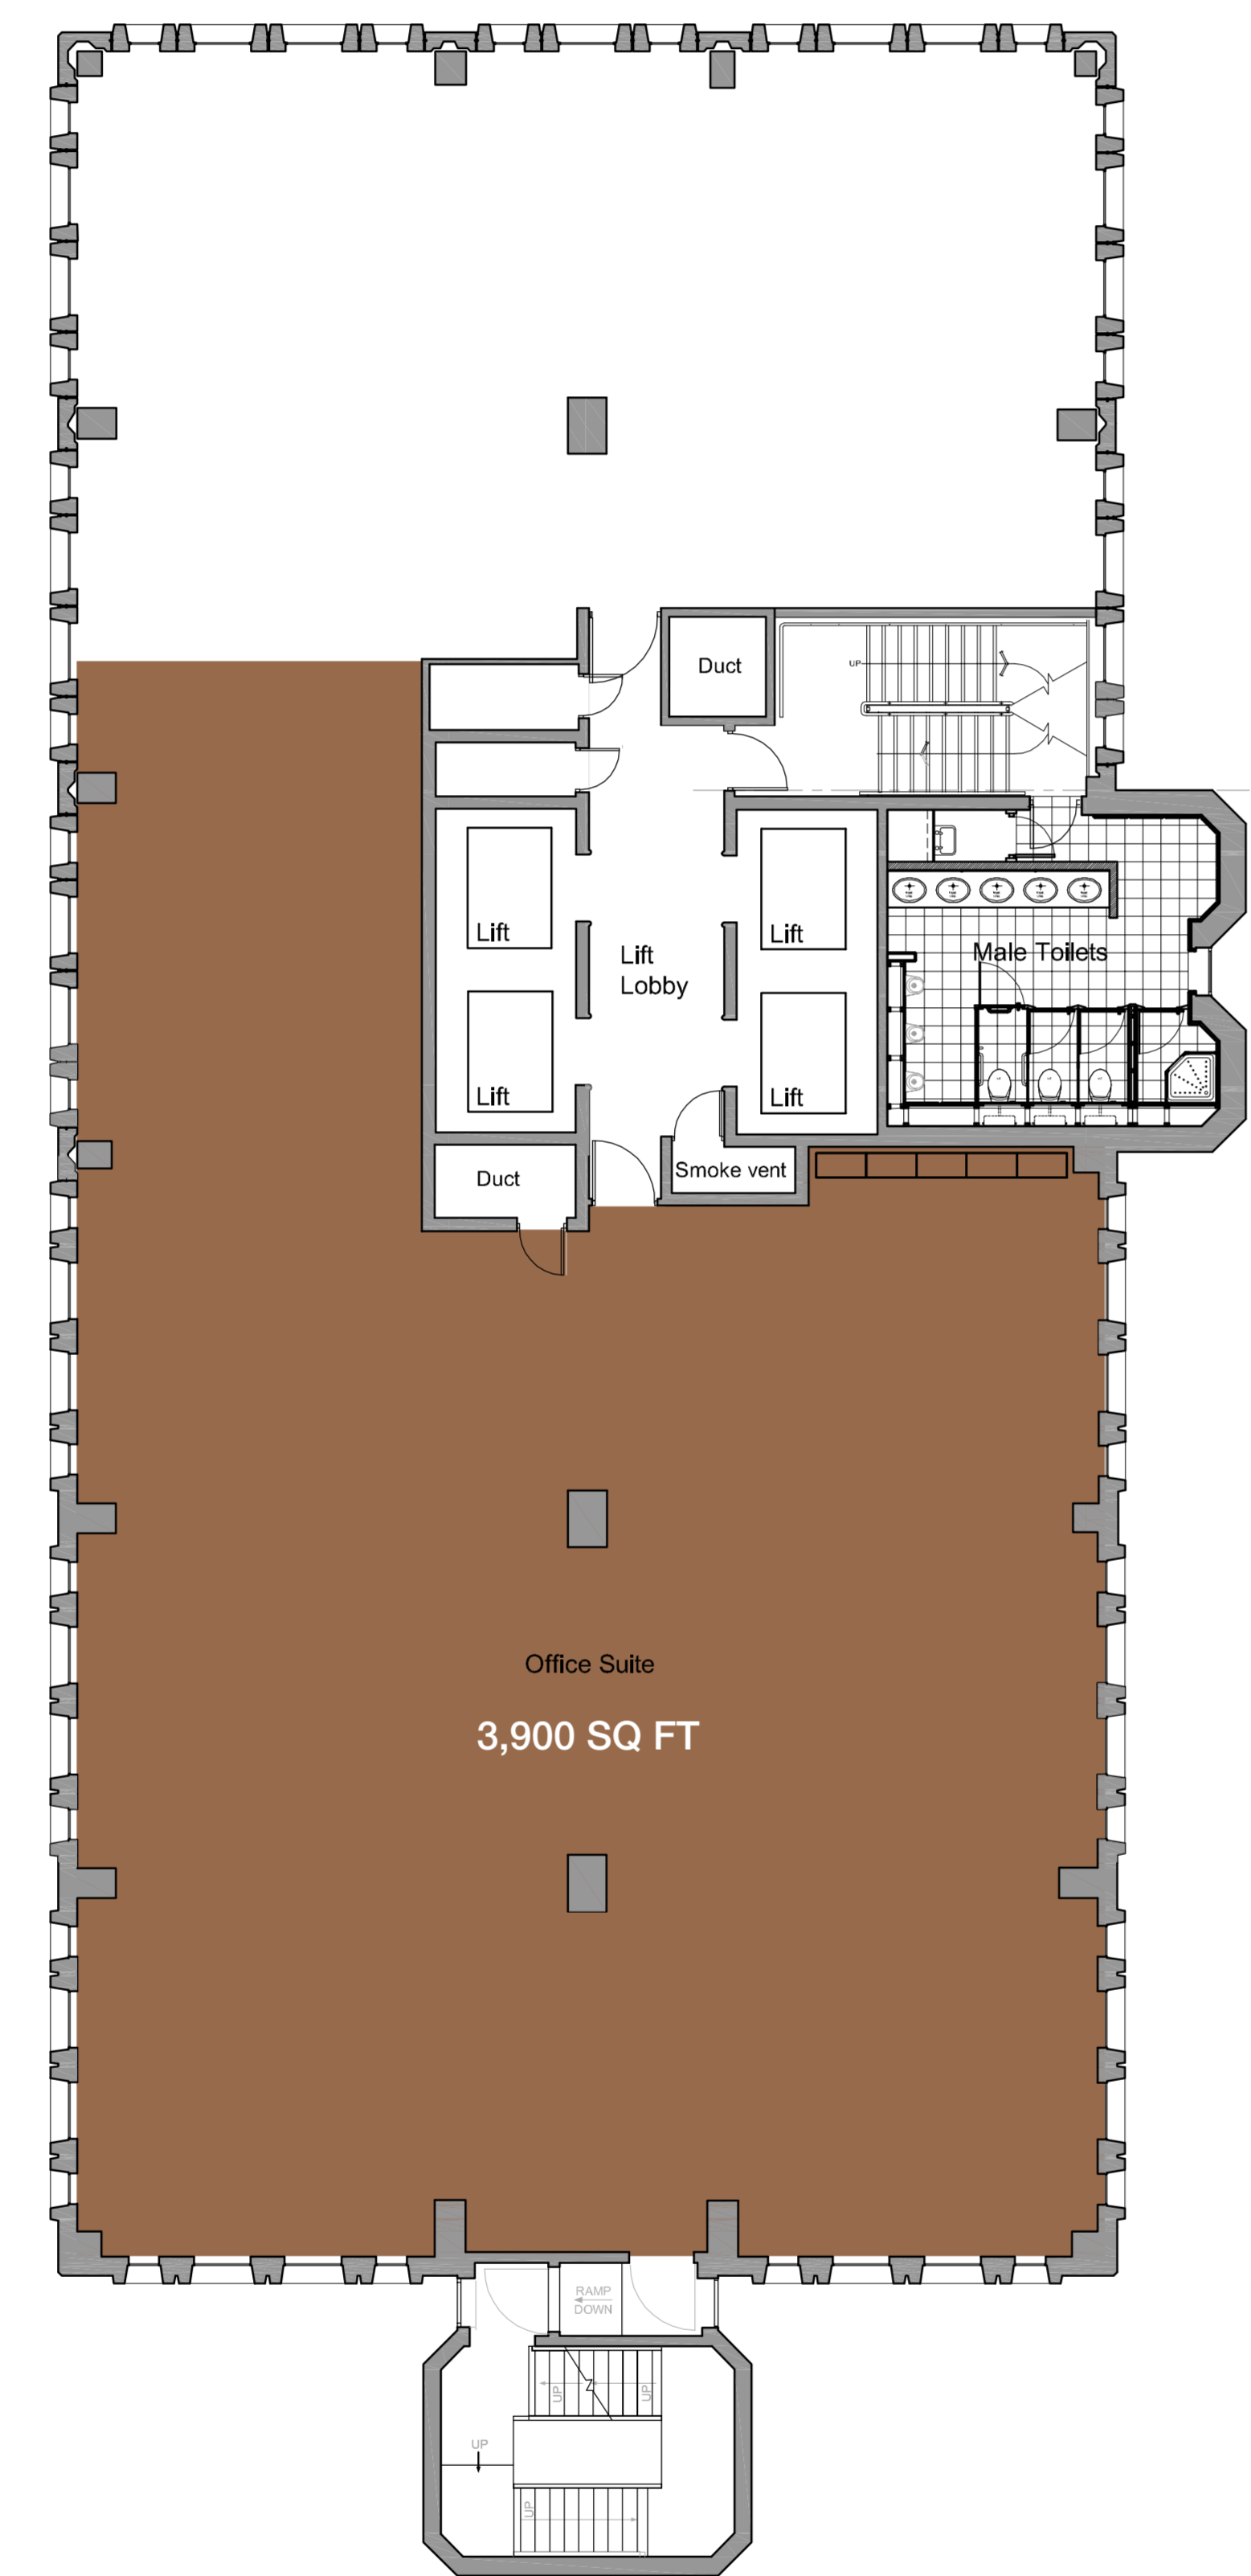 Duct
UP
Lift
Lift
Lift
Lobby
Male Toilets
Lift
Lift
Duct
Smoke vent
Office Suite
3,900 SQ FT
RAMP
DOWN
UP
UP
UP
UP